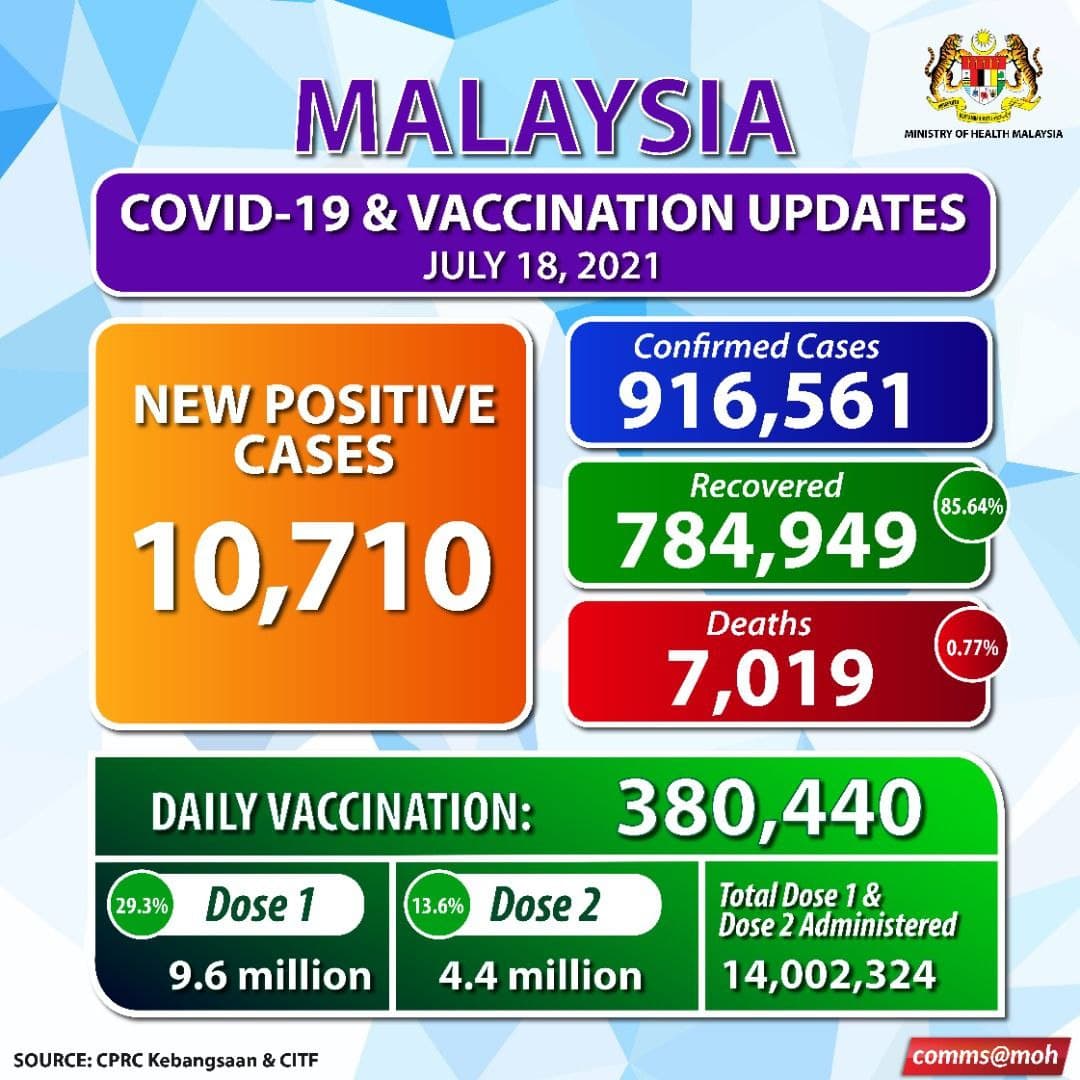 MINISTRY OF HEALTH MALAYSIA
MALAYSIA
COVID-19 & VACCINATION UPDATES
JULY 18, 2021
NEW POSITIVE
CASES
10,710
Confirmed Cases
916,561
Recovered
784,949
85.64%
Deaths
7,019
0.77%
DAILY VACCINATION: 380,440
29.3% Dose 1
9.6 million
13.6% Dose 2
4.4 million
Total Dose 1 &
Dose 2 Administered
14,002,324
SOURCE: CPRC Kebangsaan & CITF
comms@moh